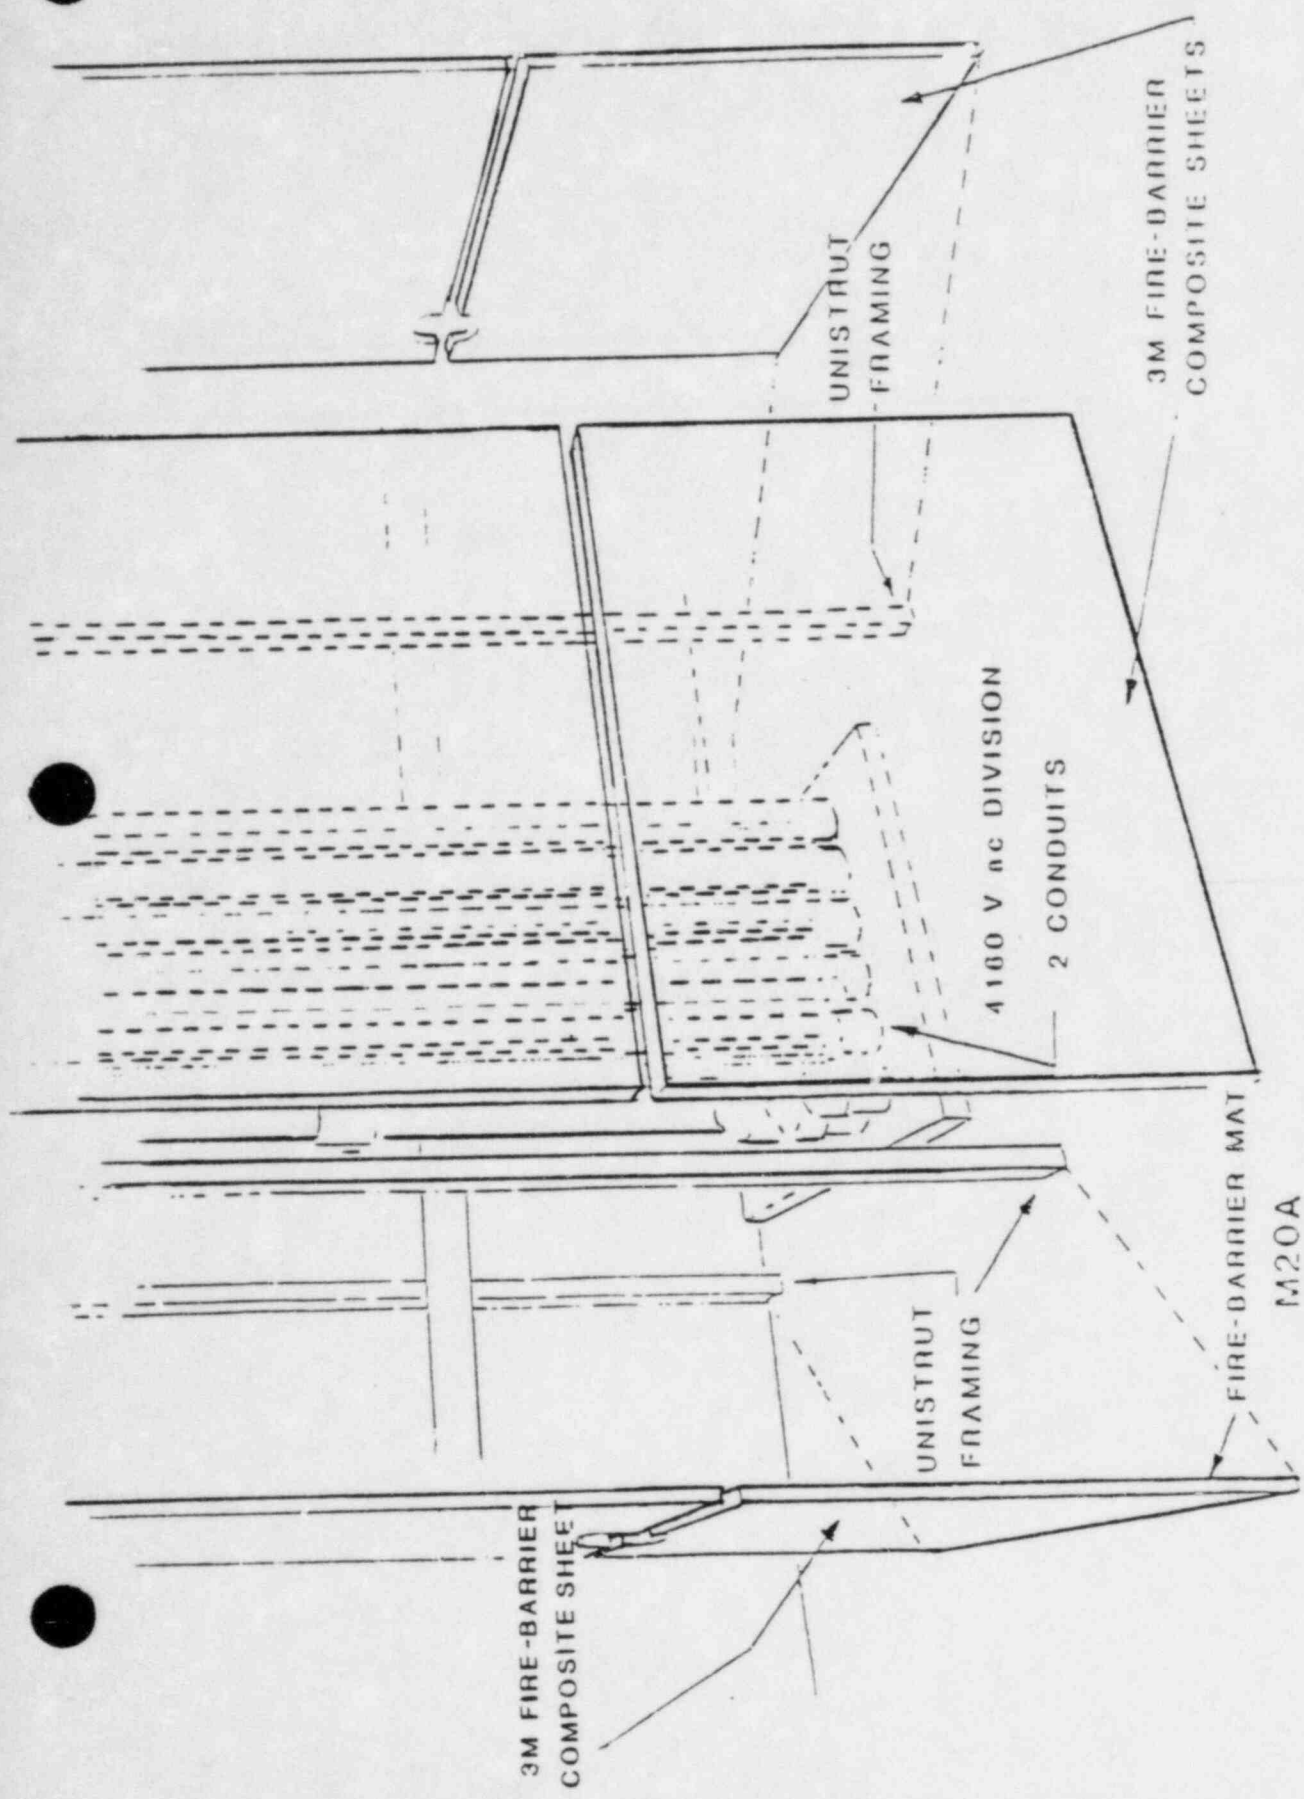 3M FIRE-BARRIER
COMPOSITE SHEET
UNISTRUT
FRAMING
FIRE-BARRIER MAT
M20A
4160 V ac DIVISION
2 CONDUITS
UNISTRUT
FRAMING
3M FIRE-BARRIER
COMPOSITE SHEETS